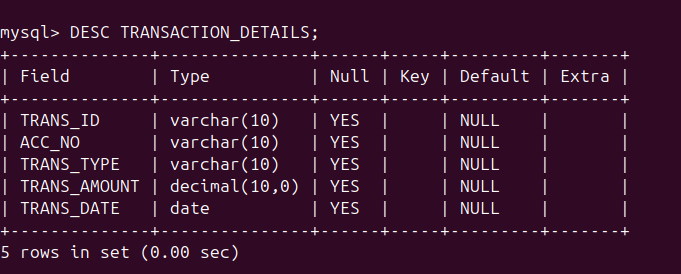 mysql> DESC TRANSACTION_DETAILS;
+--------------+---------------+------+-----+---------+-------+
| Field        | Type          | Null | Key | Default | Extra |
+--------------+---------------+------+-----+---------+-------+
| TRANS_ID     | varchar(10)   | YES  |     | NULL    |       |
| ACC_NO       | varchar(10)   | YES  |     | NULL    |       |
| TRANS_TYPE   | varchar(10)   | YES  |     | NULL    |       |
| TRANS_AMOUNT | decimal(10,0) | YES  |     | NULL    |       |
| TRANS_DATE   | date          | YES  |     | NULL    |       |
+--------------+---------------+------+-----+---------+-------+
5 rows in set (0.00 sec)